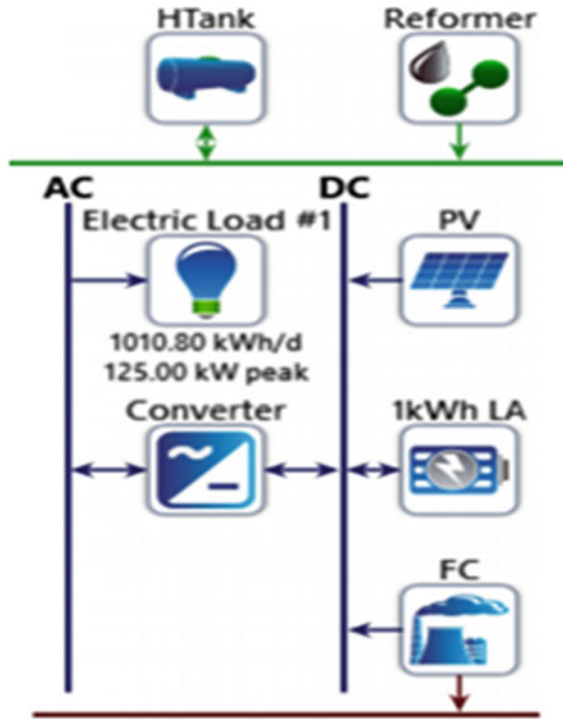 HTank
Reformer
AC
DC
Electric Load #1
PV
1010.80 kWh/d
125.00 kW peak
Converter
1kWh LA
FC